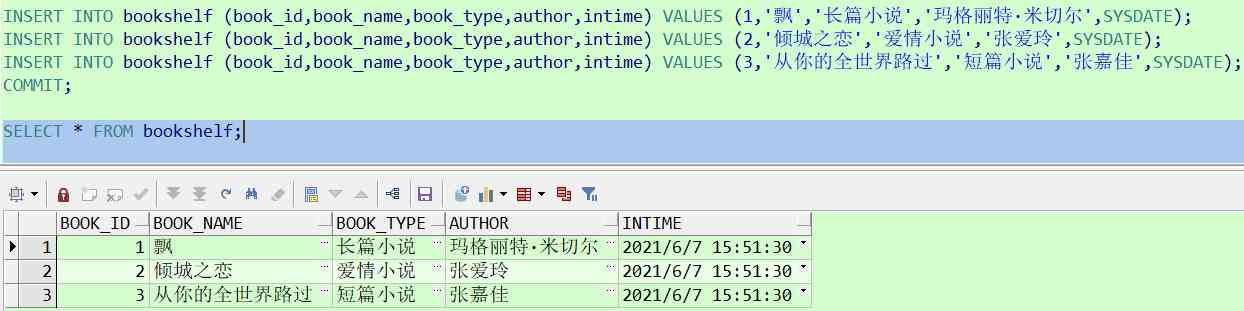 INSERT INTO bookshelf (book_id,book_name,book_type,author,intime) VALUES (1,'飘','长篇小说','玛格丽特·米切尔',SYSDATE);
INSERT INTO bookshelf (book_id,book_name,book_type,author,intime) VALUES (2,'倾城之恋','爱情小说','张爱玲',SYSDATE);
INSERT INTO bookshelf (book_id,book_name,book_type,author,intime) VALUES (3,'从你的全世界路过','短篇小说','张嘉佳',SYSDATE);
COMMIT;
SELECT * FROM bookshelf;
BOOK_ID BOOK_NAME BOOK_TYPE AUTHOR INTIME
1 1 飘 长篇小说 玛格丽特·米切尔 2021/6/7 15:51:30
2 2 倾城之恋 爱情小说 张爱玲 2021/6/7 15:51:30
3 3 从你的全世界路过 短篇小说 张嘉佳 2021/6/7 15:51:30